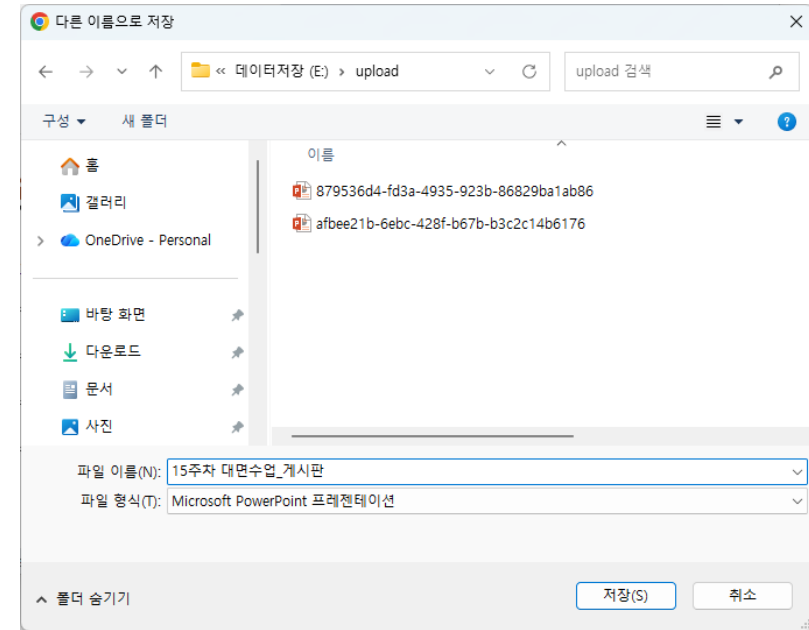 다른 이름으로 저장
« 데이터저장 (E:) › upload
upload 검색
구성
새 폴더
홈
갤러리
OneDrive - Personal
바탕 화면
다운로드
문서
사진
이름
879536d4-fd3a-4935-923b-86829ba1ab86
afbee21b-6ebc-428f-b67b-b3c2c14b6176
파일 이름(N): 15주차 대면수업_게시판
파일 형식(T): Microsoft PowerPoint 프레젠테이션
폴더 숨기기
저장(S)
취소